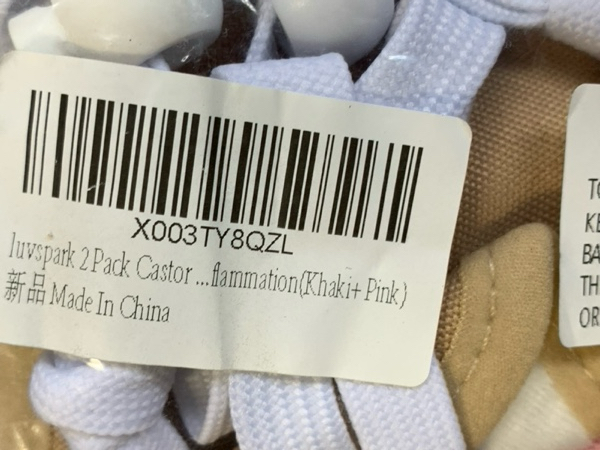 X003TY8QZL
luvspark 2 Pack Castor ...flammation(Khaki+ Pink)
新品 Made In China
TO
KE
BA
TH
OR